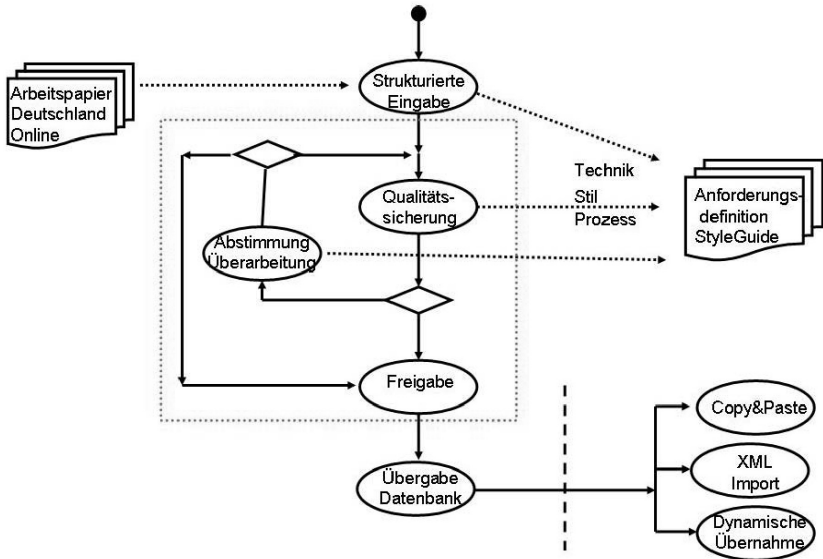 Strukturierte
Eingabe
Arbeitspapier
Deutschland
Online
Technik
Stil
Prozess
Anforderungs-
definition
StyleGuide
Qualitäts-
sicherung
Abstimmung
Überarbeitung
Freigabe
Übergabe
Datenbank
Copy&Paste
XML
Import
Dynamische
Übernahme